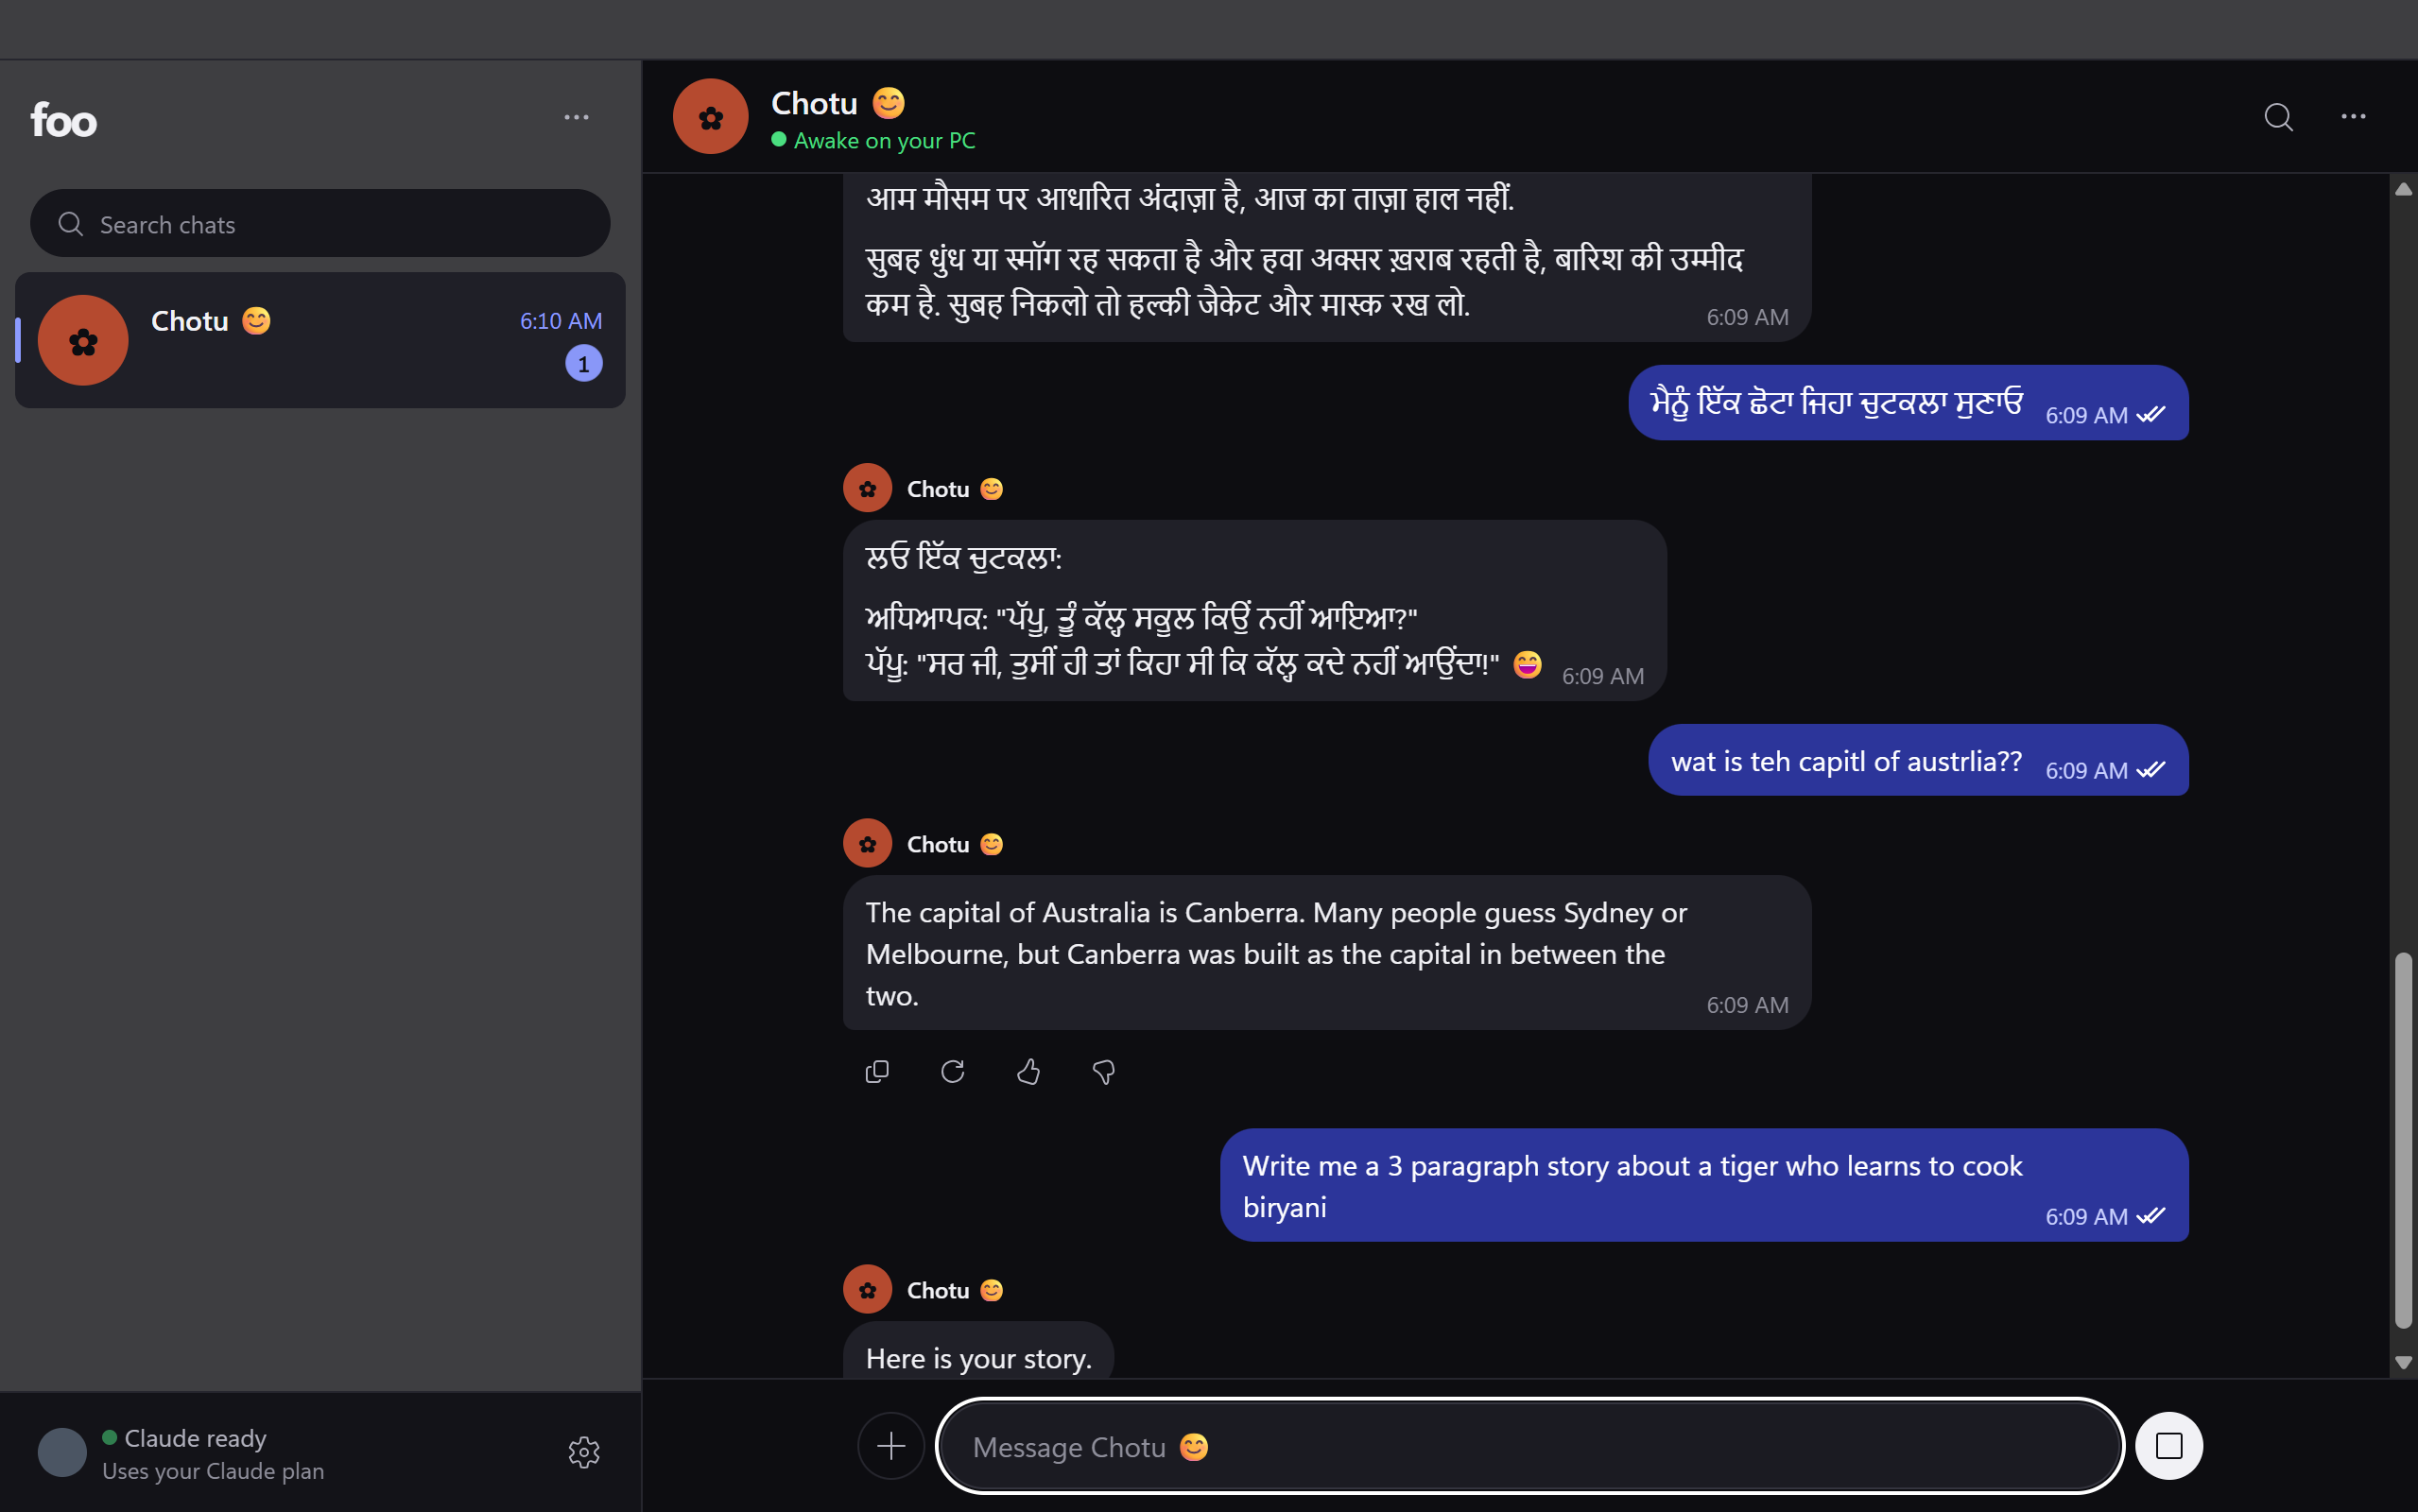 foo
Search chats
Chotu 😊
6:10 AM
1
Claude ready
Uses your Claude plan
Chotu 😊
Awake on your PC
आम मौसम पर आधारित अंदाज़ा है, आज का ताज़ा हाल नहीं.
सुबह धुंध या स्मॉग रह सकता है और हवा अक्सर ख़राब रहती है, बारिश की उम्मीद
कम है. सुबह निकलो तो हल्की जैकेट और मास्क रख लो.
6:09 AM
ਮੈਨੂੰ ਇੱਕ ਛੋਟਾ ਜਿਹਾ ਚੁਟਕਲਾ ਸੁਣਾਓ 6:09 AM
Chotu 😊
ਲਓ ਇੱਕ ਚੁਟਕਲਾ:
ਅਧਿਆਪਕ: "ਪੱਪੂ, ਤੂੰ ਕੱਲ੍ਹ ਸਕੂਲ ਕਿਉਂ ਨਹੀਂ ਆਇਆ?"
ਪੱਪੂ: "ਸਰ ਜੀ, ਤੁਸੀਂ ਹੀ ਤਾਂ ਕਿਹਾ ਸੀ ਕਿ ਕੱਲ੍ਹ ਕਦੇ ਨਹੀਂ ਆਉਂਦਾ!" 😄 6:09 AM
wat is teh capitl of austrlia?? 6:09 AM
Chotu 😊
The capital of Australia is Canberra. Many people guess Sydney or
Melbourne, but Canberra was built as the capital in between the
two.
6:09 AM
Write me a 3 paragraph story about a tiger who learns to cook
biryani
6:09 AM
Chotu 😊
Here is your story.
Message Chotu 😊